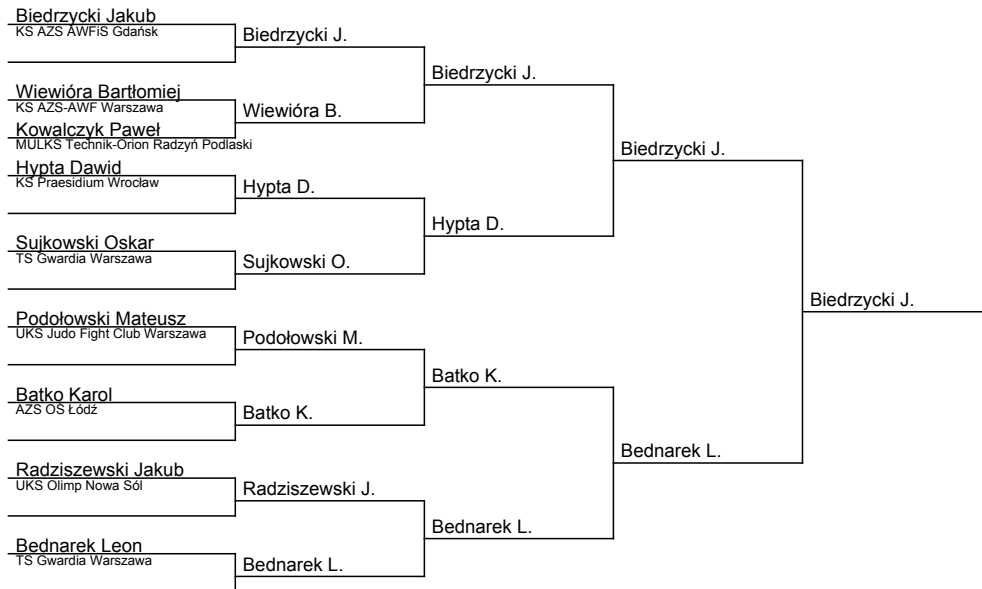 Biedrzycki Jakub
KS AZS AWFiS Gdańsk
Biedrzycki J.
Biedrzycki J.
Wiewióra Bartłomiej
KS AZS-AWF Warszawa
Wiewióra B.
Kowalczyk Paweł
MULKS Technik-Orion Radzyń Podlaski
Biedrzycki J.
Hypta Dawid
KS Praesidium Wrocław
Hypta D.
Hypta D.
Sujkowski Oskar
TS Gwardia Warszawa
Sujkowski O.
Biedrzycki J.
Podołowski Mateusz
UKS Judo Fight Club Warszawa
Podołowski M.
Batko K.
Batko Karol
AZS OŚ Łódź
Batko K.
Bednarek L.
Radziszewski Jakub
UKS Olimp Nowa Sól
Radziszewski J.
Bednarek L.
Bednarek Leon
TS Gwardia Warszawa
Bednarek L.